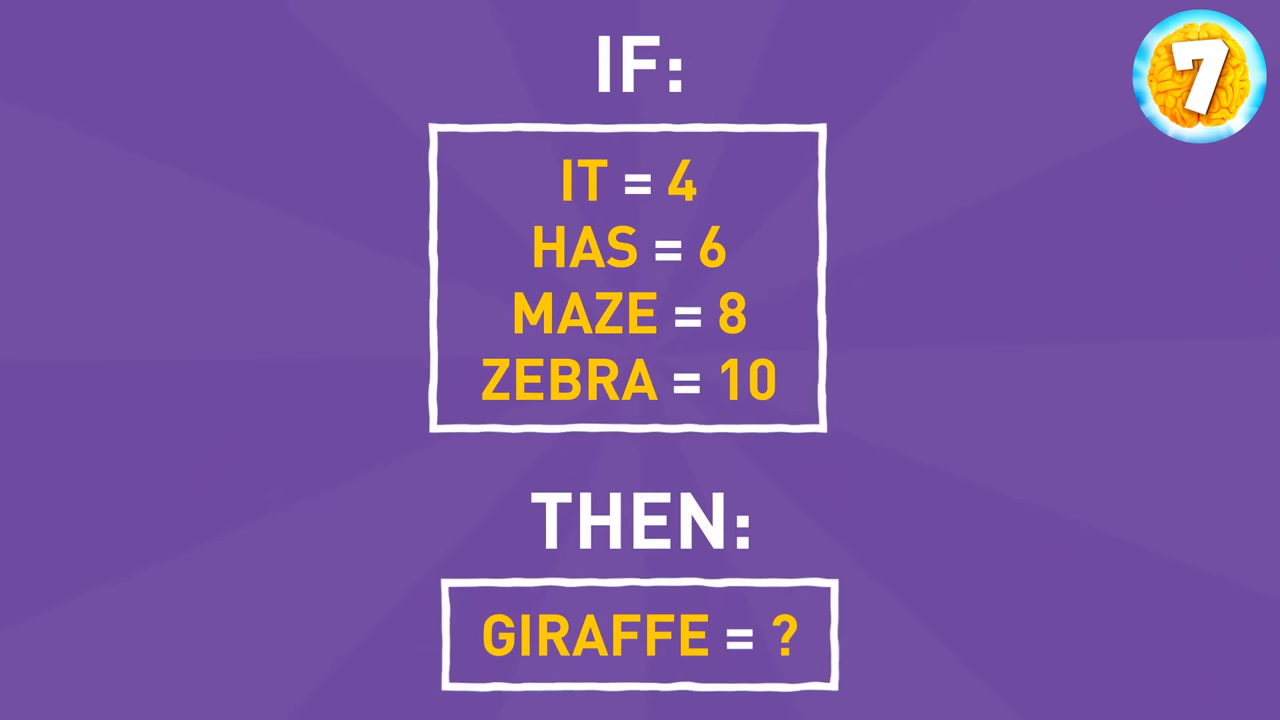 7
IF:
IT = 4
HAS = 6
MAZE = 8
ZEBRA = 10
THEN:
GIRAFFE = ?